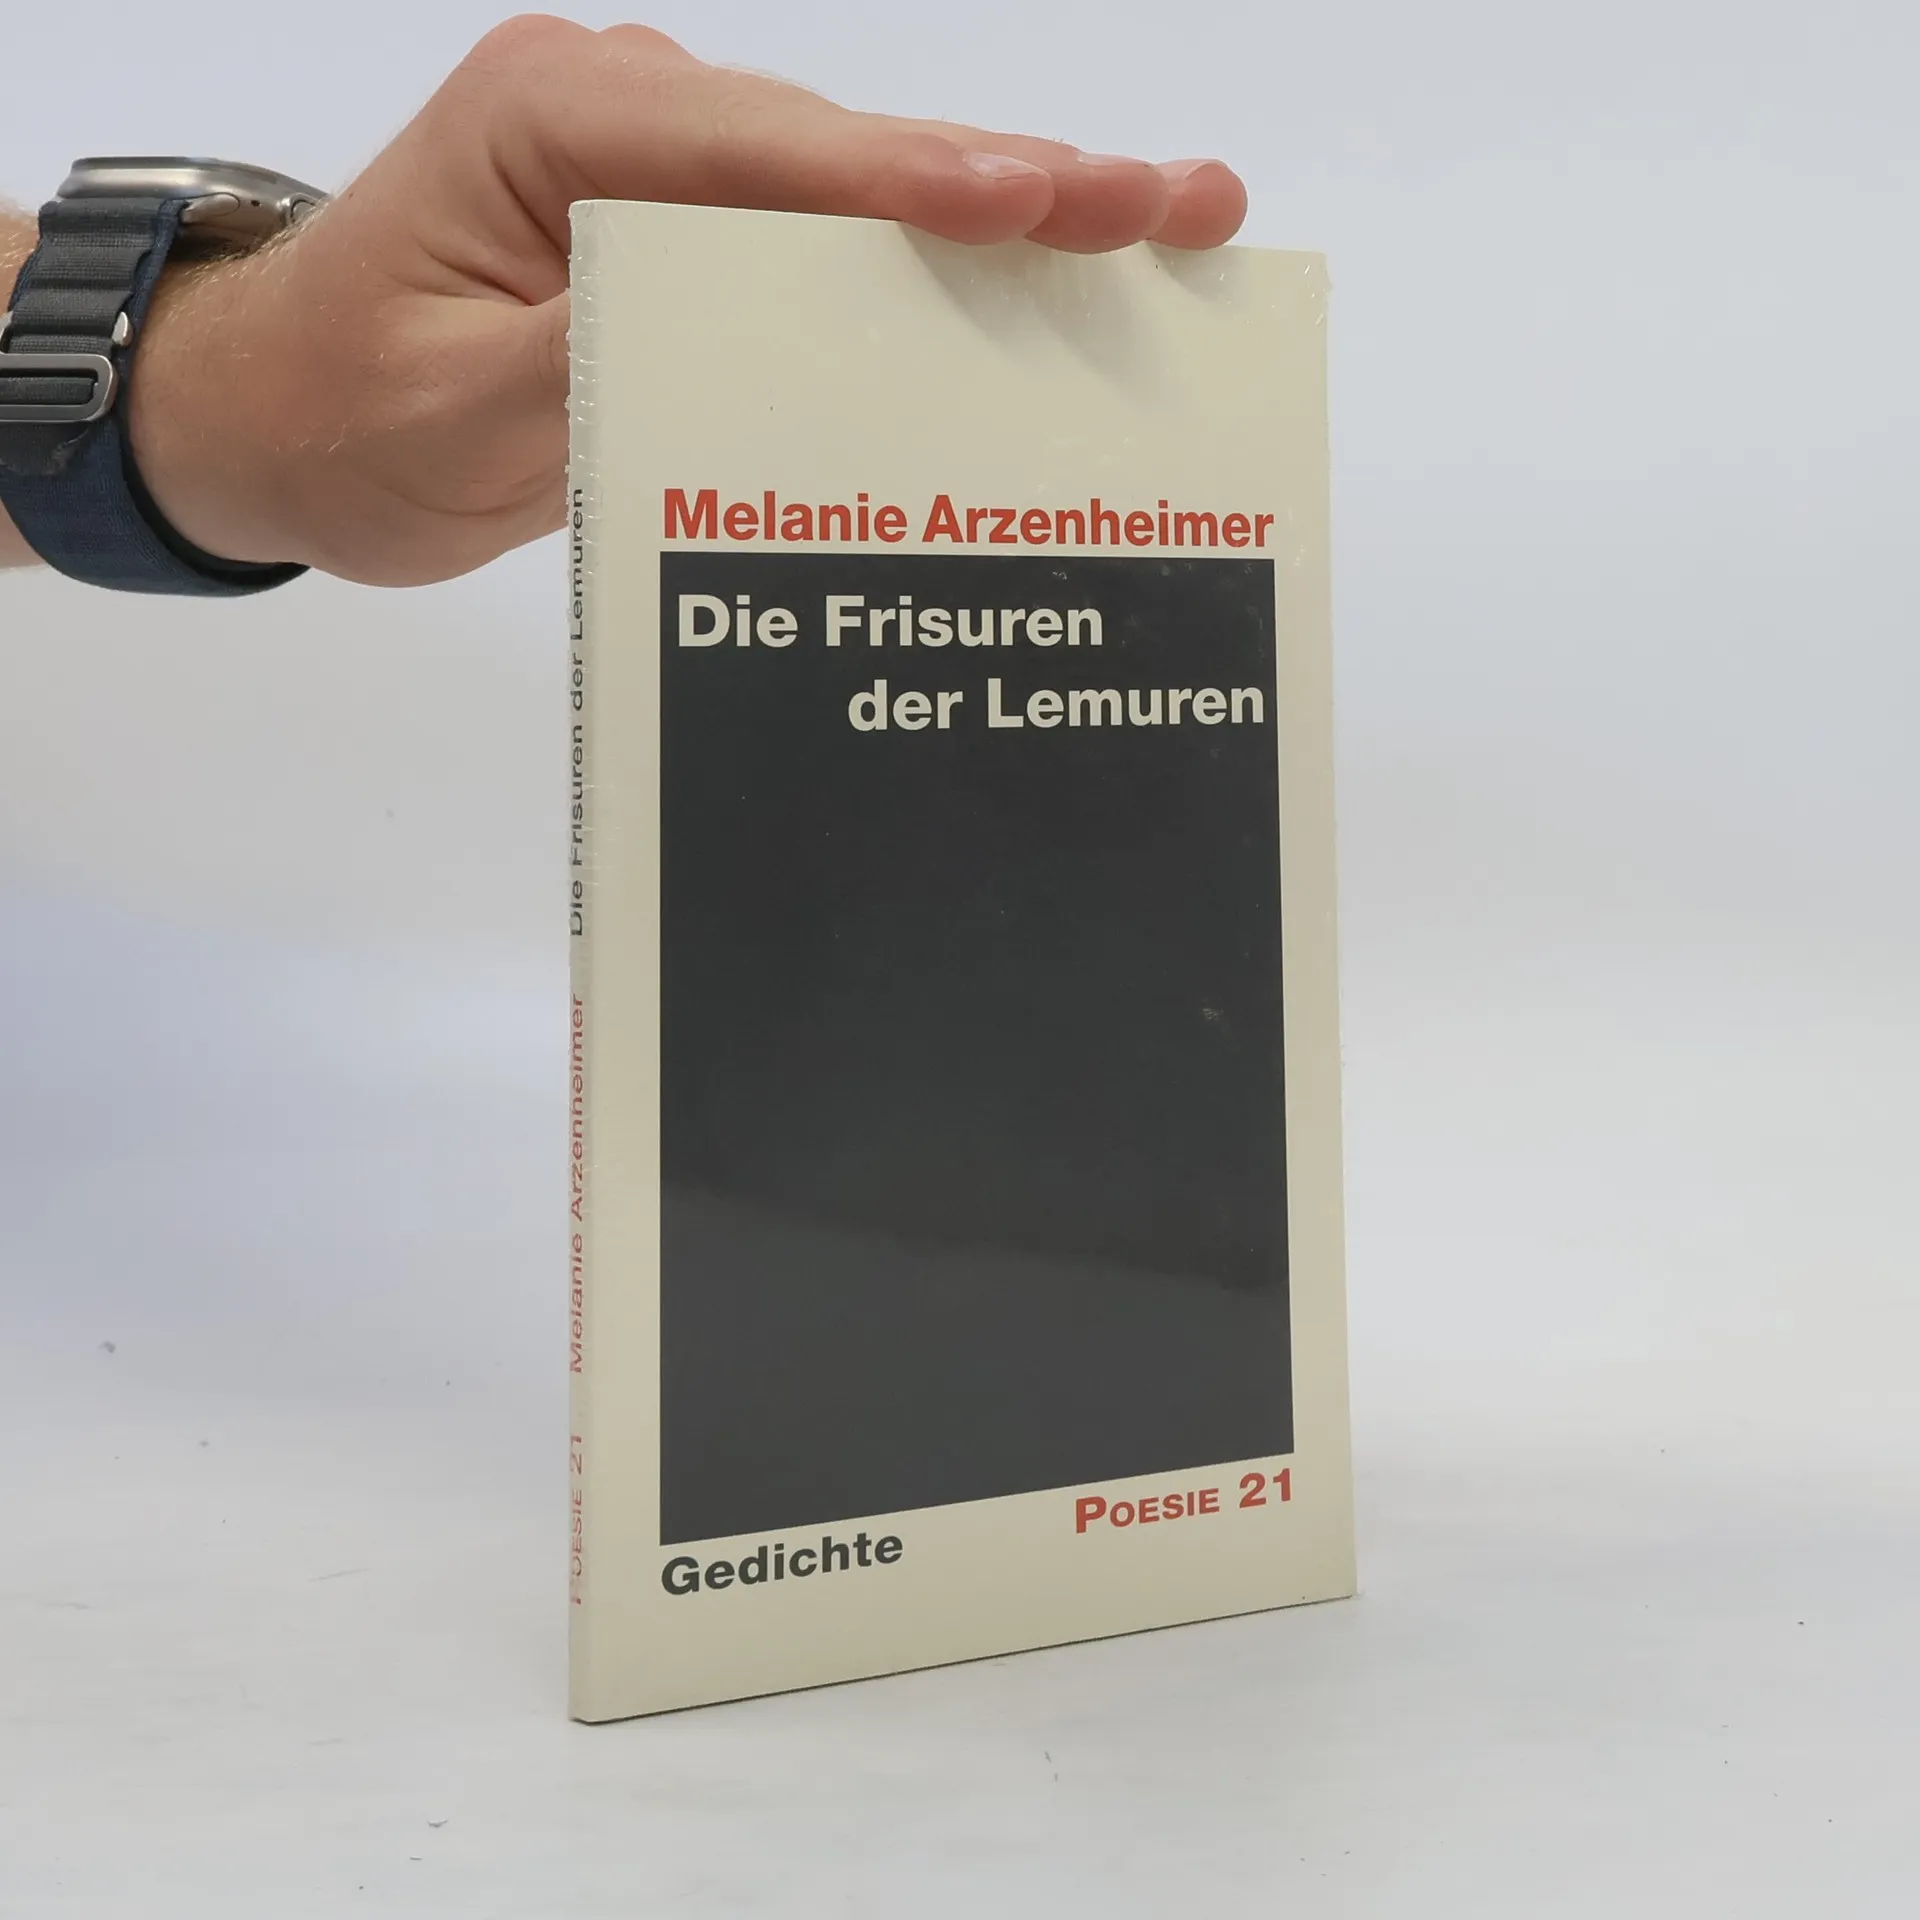 Melanie Arzenheimer
Die Frisuren
der Lemuren
POESIE 21
Gedichte
POESIE 21 Melanie Arzenheimer Die Frisuren der Lemuren